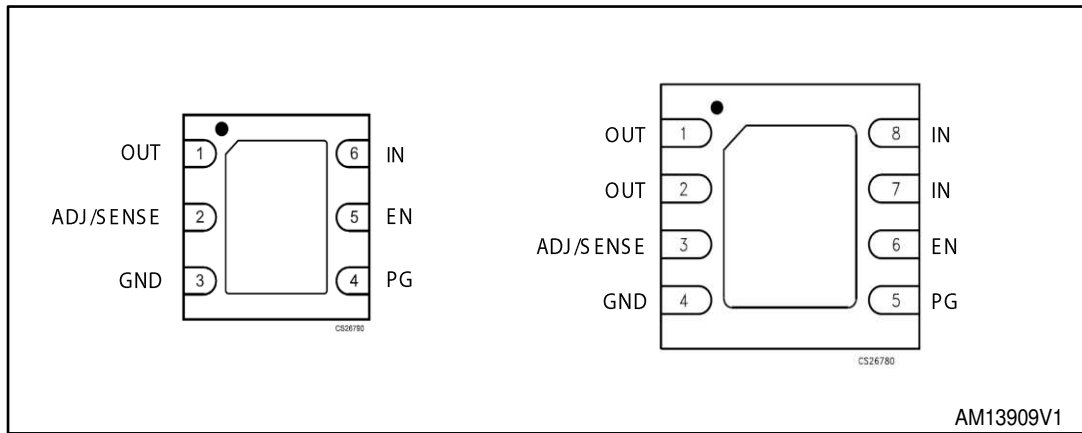 OUT 1 6 IN
ADJ/SENSE 2 5 EN
GND 3 4 PG
CS26790
OUT 1 8 IN
OUT 2 7 IN
ADJ/SENSE 3 6 EN
GND 4 5 PG
CS26780
AM13909V1